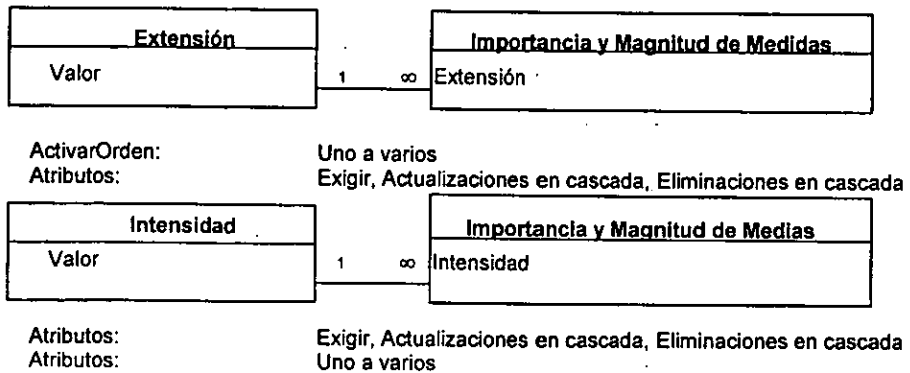 Extensión Importancia y Magnitud de Medidas
Valor 1 ∞ Extensión
ActivarOrden: Uno a varios
Atributos: Exigir, Actualizaciones en cascada, Eliminaciones en cascada
Intensidad Importancia y Magnitud de Medias
Valor 1 ∞ Intensidad
Atributos: Exigir, Actualizaciones en cascada, Eliminaciones en cascada
Atributos: Uno a varios